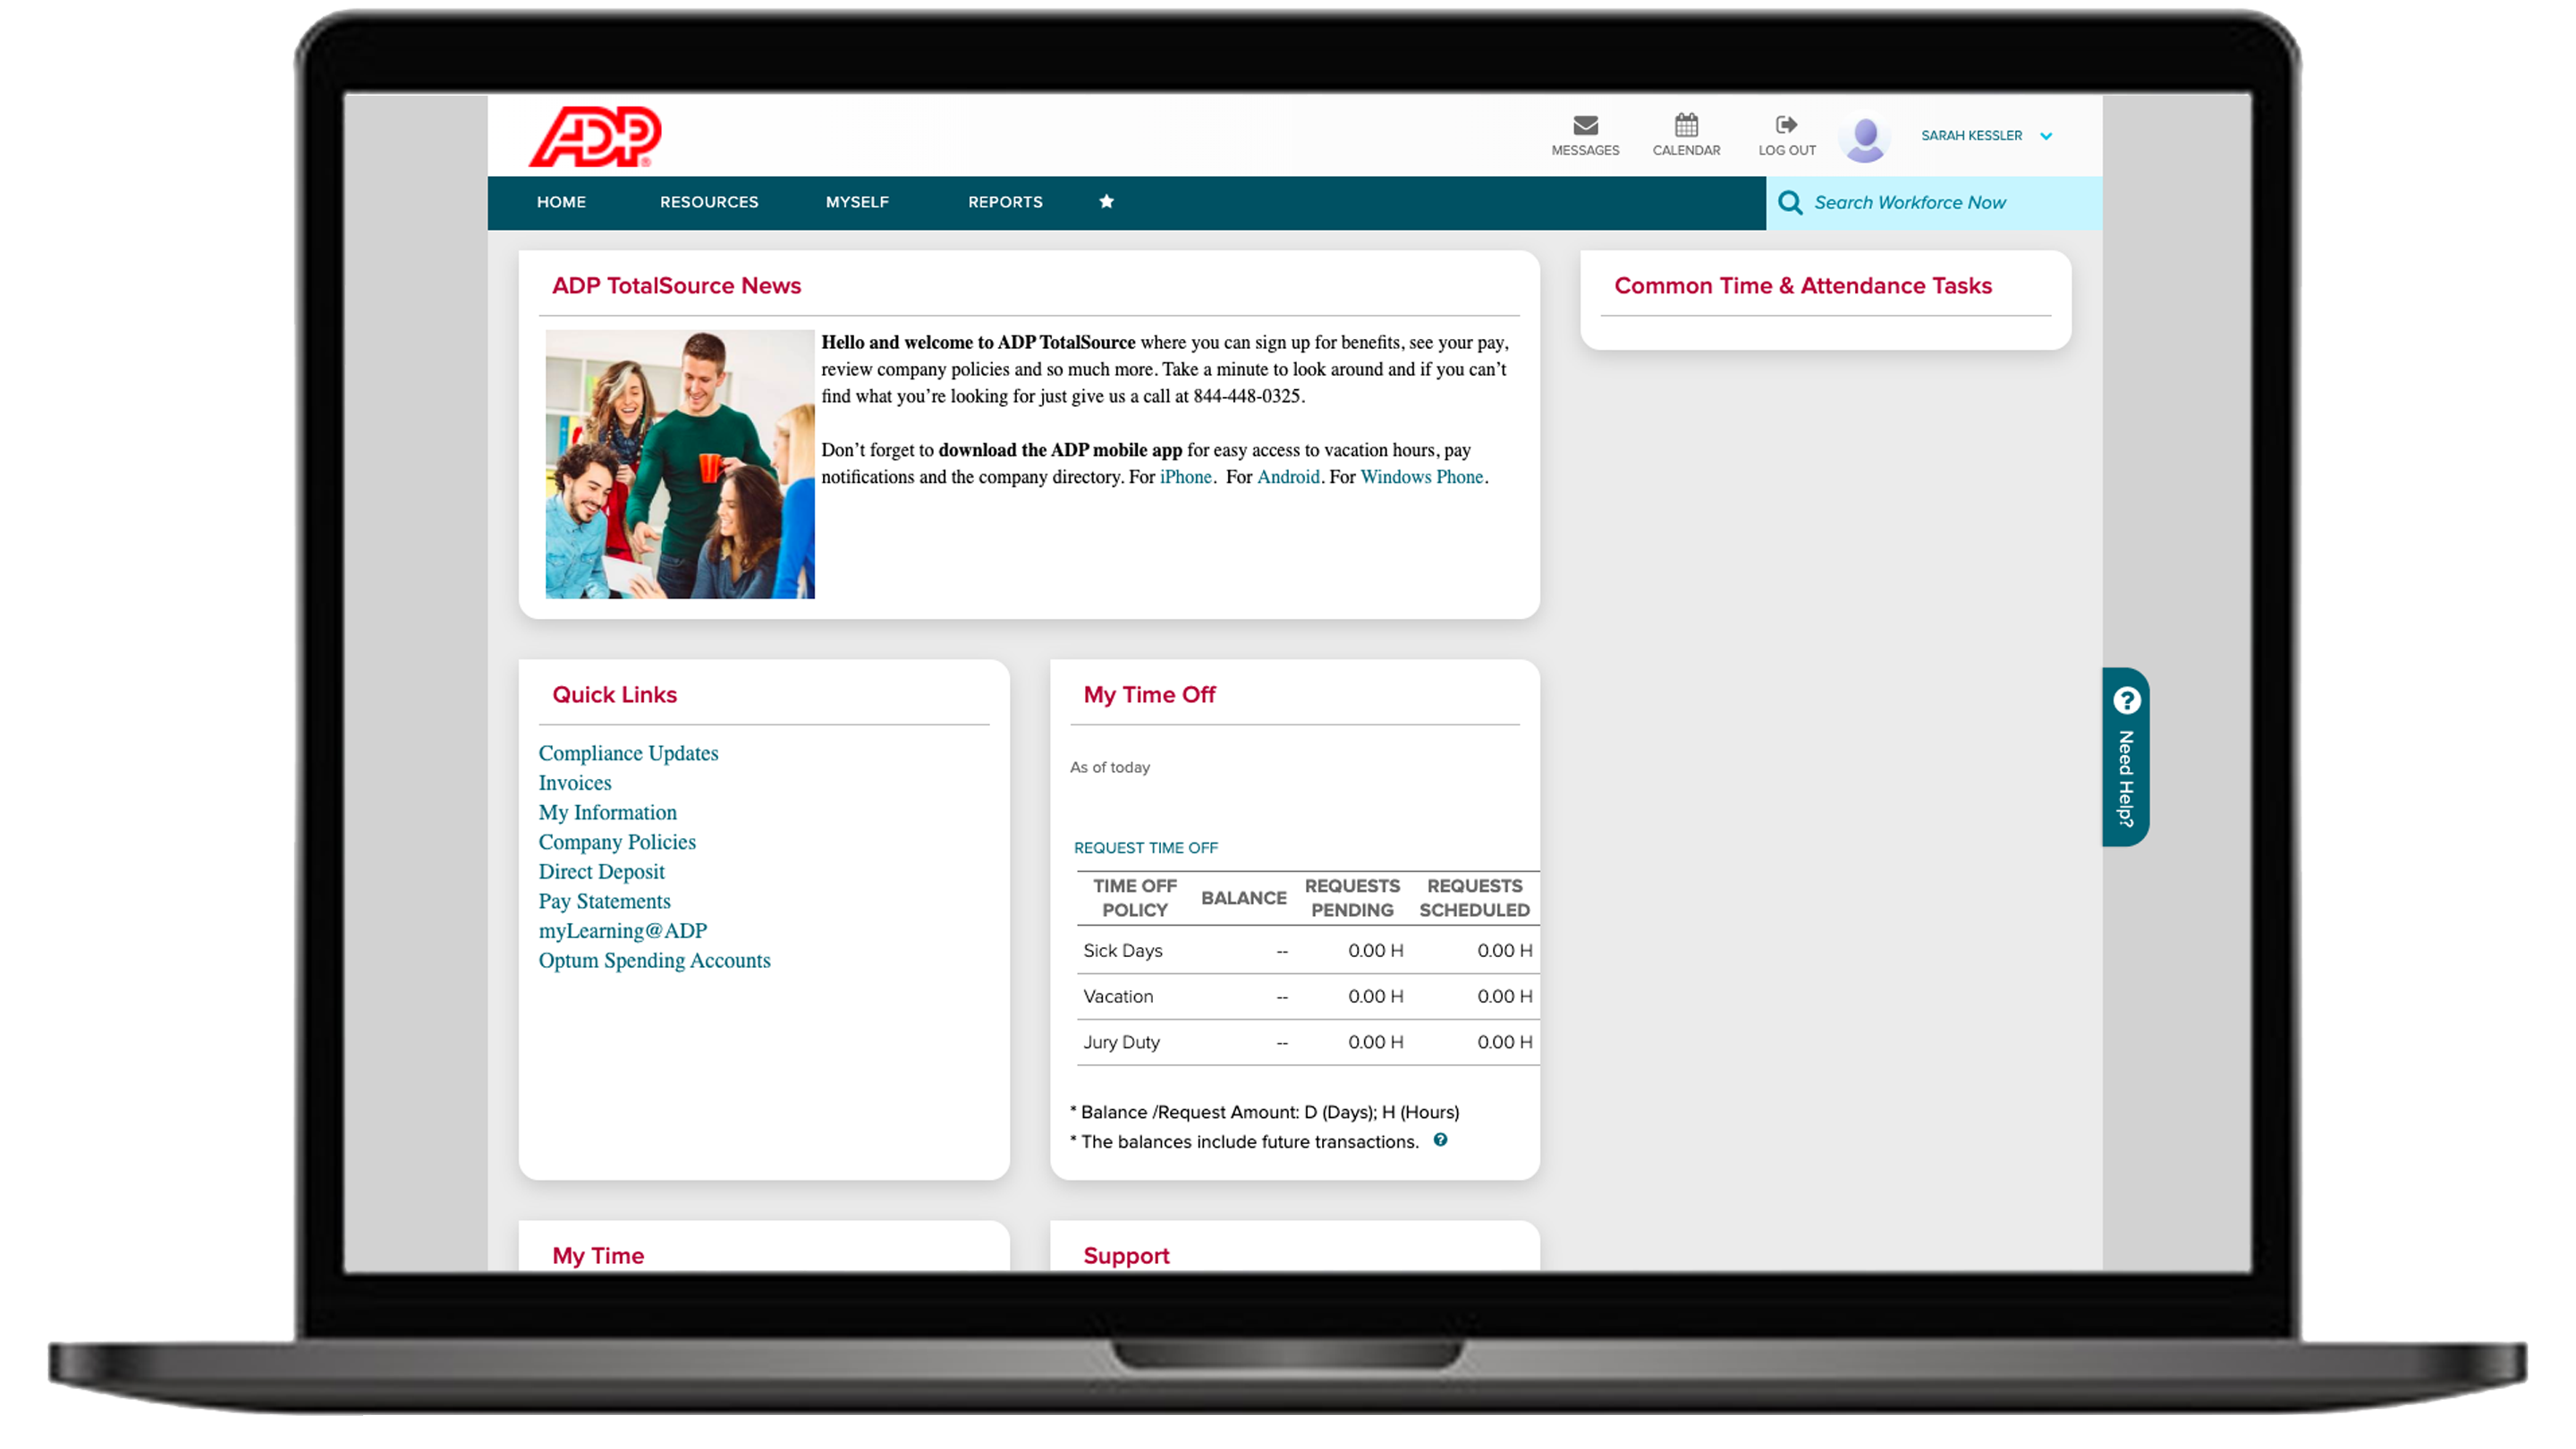 ADP
MESSAGES
CALENDAR
LOG OUT
SARAH KESSLER
HOME
RESOURCES
MYSELF
REPORTS
Search Workforce Now
ADP TotalSource News
Hello and welcome to ADP TotalSource where you can sign up for benefits, see your pay,
review company policies and so much more. Take a minute to look around and if you can’t
find what you’re looking for just give us a call at 844-448-0325.
Don’t forget to download the ADP mobile app for easy access to vacation hours, pay
notifications and the company directory. For iPhone. For Android. For Windows Phone.
Common Time & Attendance Tasks
Quick Links
Compliance Updates
Invoices
My Information
Company Policies
Direct Deposit
Pay Statements
myLearning@ADP
Optum Spending Accounts
My Time Off
As of today
REQUEST TIME OFF
TIME OFF POLICY BALANCE REQUESTS PENDING REQUESTS SCHEDULED
Sick Days -- 0.00 H 0.00 H
Vacation -- 0.00 H 0.00 H
Jury Duty -- 0.00 H 0.00 H
* Balance /Request Amount: D (Days); H (Hours)
* The balances include future transactions. ?
? Need Help?
My Time
Support